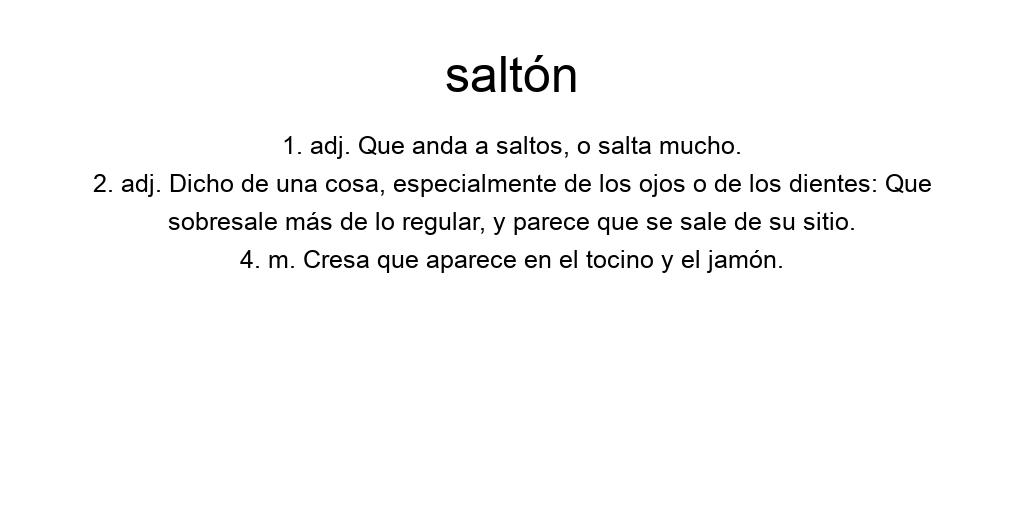 saltón
1. adj. Que anda a saltos, o salta mucho.
2. adj. Dicho de una cosa, especialmente de los ojos o de los dientes: Que
sobresale más de lo regular, y parece que se sale de su sitio.
4. m. Cresa que aparece en el tocino y el jamón.